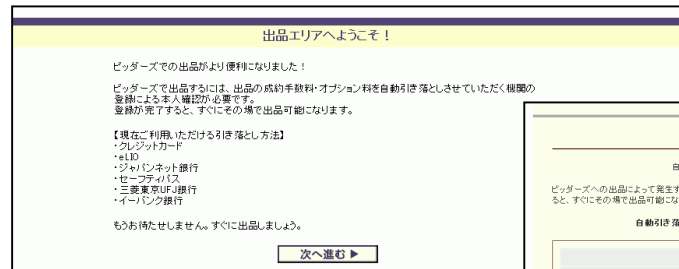 出品エリアへようこそ！
ビッダーズでの出品がより便利になりました！
ビッダーズで出品するには、出品の成約手数料・オプション料を自動引き落としさせていただく機関の
登録による本人確認が必要です。
登録が完了すると、すぐにその場で出品可能になります。
【現在ご利用いただける引き落とし方法】
・クレジットカード
・eLIO
・ジャパンネット銀行
・セーフティパス
・三菱東京UFJ銀行
・イーバンク銀行
もうお待たせしません。すぐに出品しましょう。
次へ進む ▶
自
ビッダーズへの出品によって発生す
ると、すぐにその場で出品可能にな
自動引き落